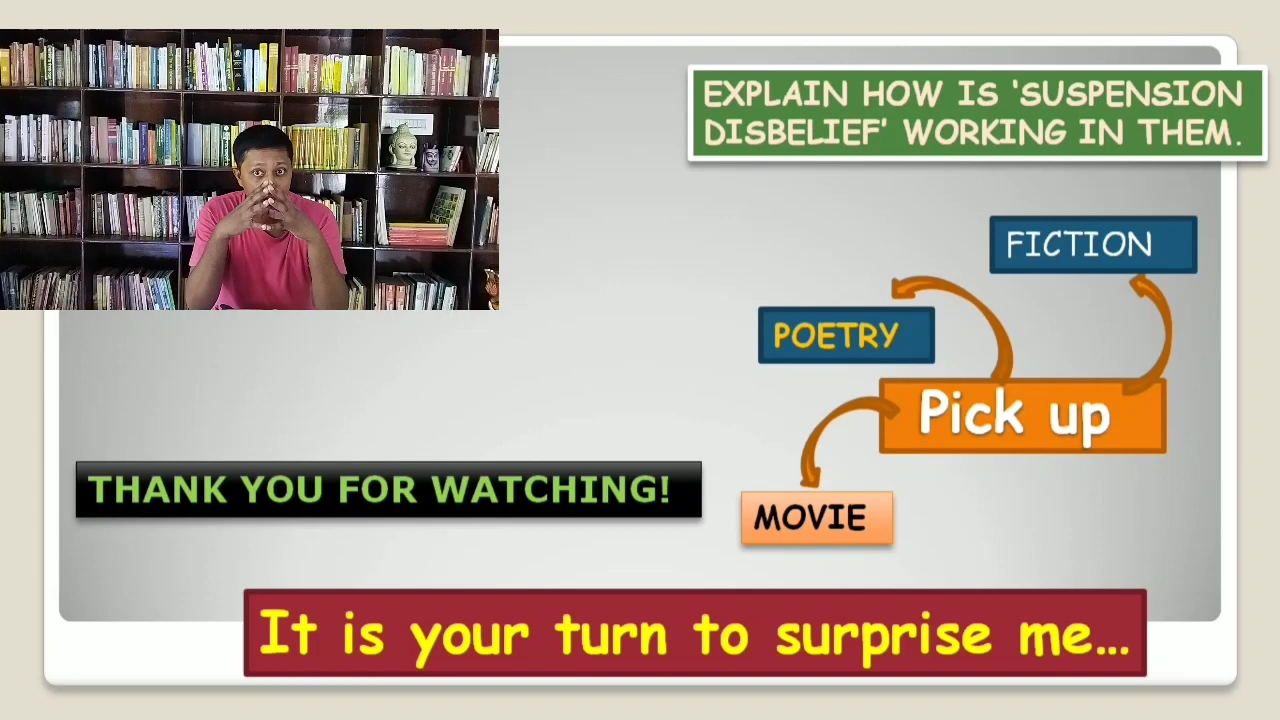 EXPLAIN HOW IS ‘SUSPENSION
DISBELIEF’ WORKING IN THEM.
FICTION
POETRY
Pick up
THANK YOU FOR WATCHING!
MOVIE
It is your turn to surprise me...